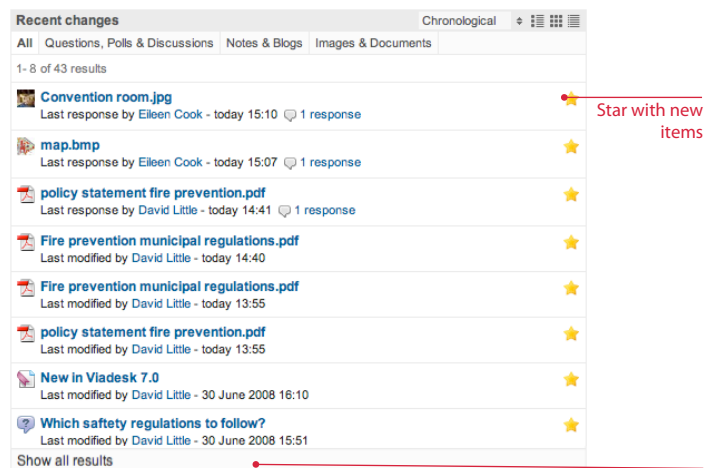 Recent changes
Chronological
All Questions, Polls & Discussions Notes & Blogs Images & Documents
1- 8 of 43 results
Convention room.jpg
Last response by Eileen Cook - today 15:10 1 response
Star with new
items
map.bmp
Last response by Eileen Cook - today 15:07 1 response
policy statement fire prevention.pdf
Last response by David Little - today 14:41 1 response
Fire prevention municipal regulations.pdf
Last modified by David Little - today 14:40
Fire prevention municipal regulations.pdf
Last modified by David Little - today 13:55
policy statement fire prevention.pdf
Last modified by David Little - today 13:55
New in Viadesk 7.0
Last modified by David Little - 30 June 2008 16:10
Which saftety regulations to follow?
Last modified by David Little - 30 June 2008 15:51
Show all results